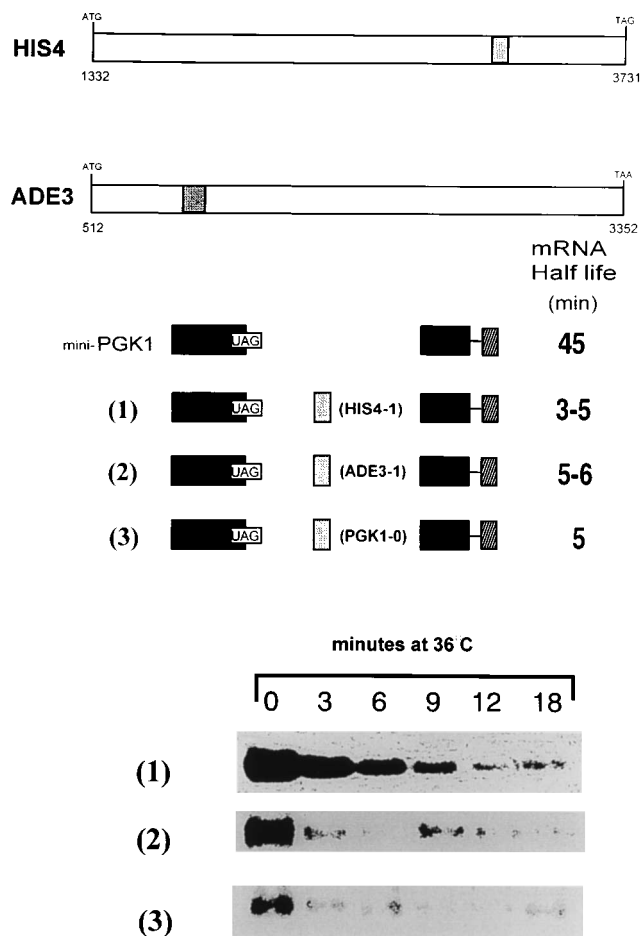 ATG TAG
HIS4
1332 3731
ATG TAA
ADE3
512 3352
mRNA
Half life
(min)
mini-PGK1 UAG 45
(1) UAG (HIS4-1) 3-5
(2) UAG (ADE3-1) 5-6
(3) UAG (PGK1-0) 5
minutes at 36 C
0 3 6 9 12 18
(1)
(2)
(3)